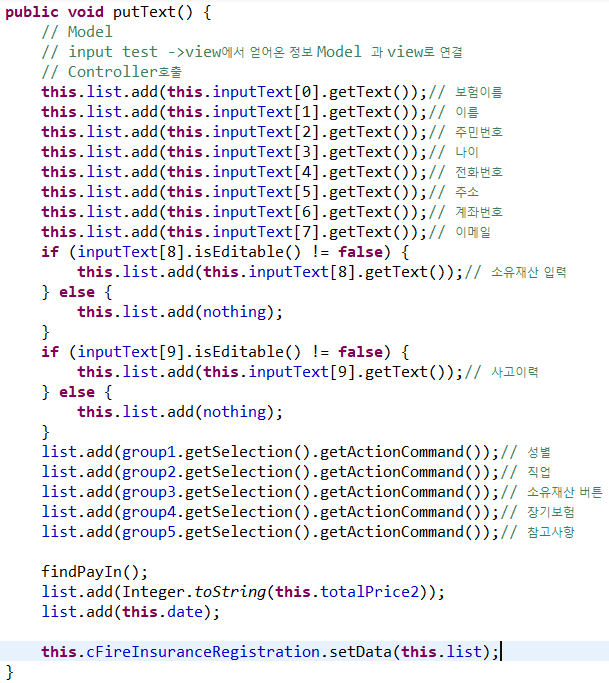 public void putText() {
    // Model
    // input test ->view에서 얻어온 정보 Model 과 view로 연결
    // Controller호출
    this.list.add(this.inputText[0].getText());// 보험이름
    this.list.add(this.inputText[1].getText());// 이름
    this.list.add(this.inputText[2].getText());// 주민번호
    this.list.add(this.inputText[3].getText());// 나이
    this.list.add(this.inputText[4].getText());// 전화번호
    this.list.add(this.inputText[5].getText());// 주소
    this.list.add(this.inputText[6].getText());// 계좌번호
    this.list.add(this.inputText[7].getText());// 이메일
    if (inputText[8].isEditable() != false) {
        this.list.add(this.inputText[8].getText());// 소유재산 입력
    } else {
        this.list.add(nothing);
    }
    if (inputText[9].isEditable() != false) {
        this.list.add(this.inputText[9].getText());// 사고이력
    } else {
        this.list.add(nothing);
    }
    list.add(group1.getSelection().getActionCommand());// 성별
    list.add(group2.getSelection().getActionCommand());// 직업
    list.add(group3.getSelection().getActionCommand());// 소유재산 버튼
    list.add(group4.getSelection().getActionCommand());// 장기보험
    list.add(group5.getSelection().getActionCommand());// 참고사항
    findPayIn();
    list.add(Integer.toString(this.totalPrice2));
    list.add(this.date);
    this.cFireInsuranceRegistration.setData(this.list);
}